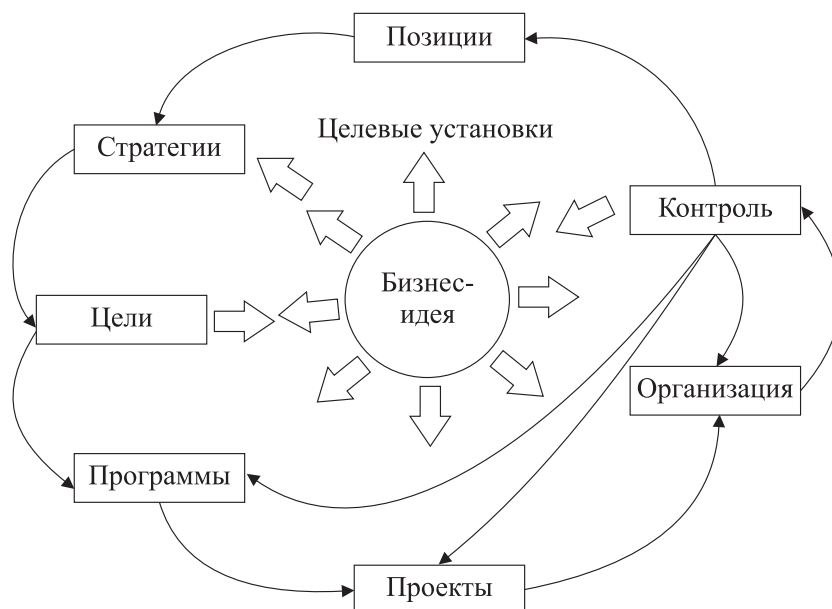 Позиции
Стратегии
Целевые установки
Контроль
Бизнес-
идея
Цели
Организация
Программы
Проекты